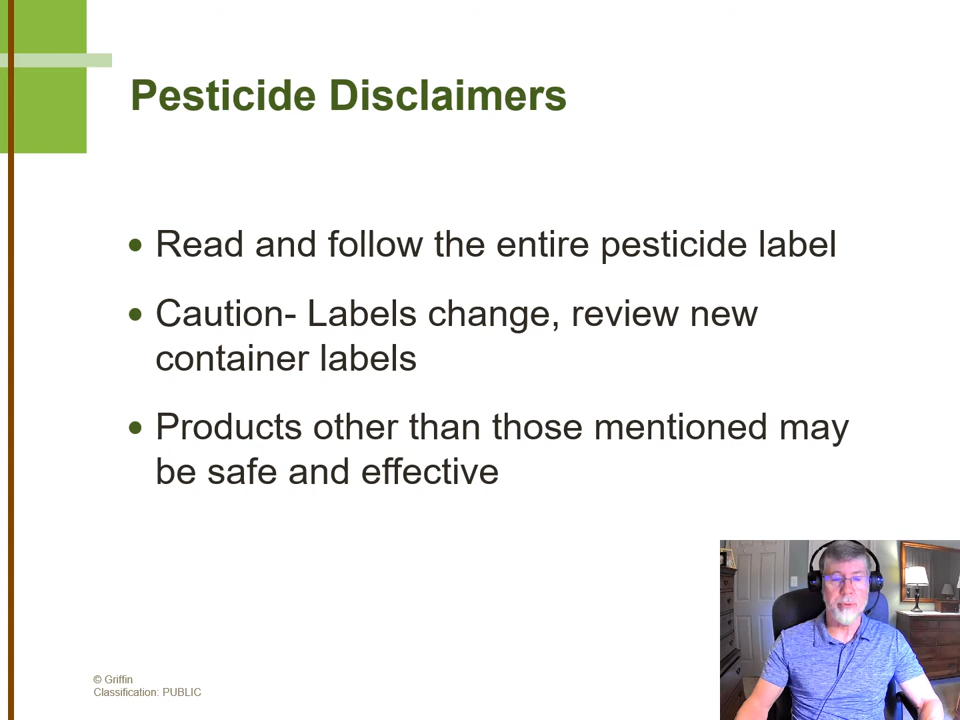 Pesticide Disclaimers
• Read and follow the entire pesticide label
• Caution- Labels change, review new
container labels
• Products other than those mentioned may
be safe and effective
© Griffin
Classification: PUBLIC